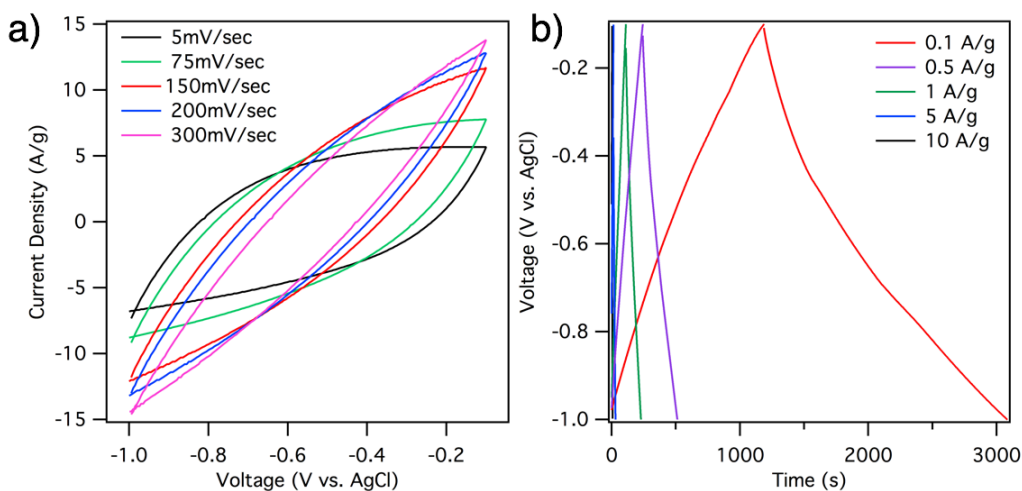 a)
5mV/sec
75mV/sec
150mV/sec
200mV/sec
300mV/sec
15
10
5
0
-5
-10
-15
Current Density (A/g)
-1.0 -0.8 -0.6 -0.4 -0.2
Voltage (V vs. AgCl)
b)
0.1 A/g
0.5 A/g
1 A/g
5 A/g
10 A/g
-0.2
-0.4
-0.6
-0.8
-1.0
Voltage (V vs. AgCl)
0 1000 2000 3000
Time (s)